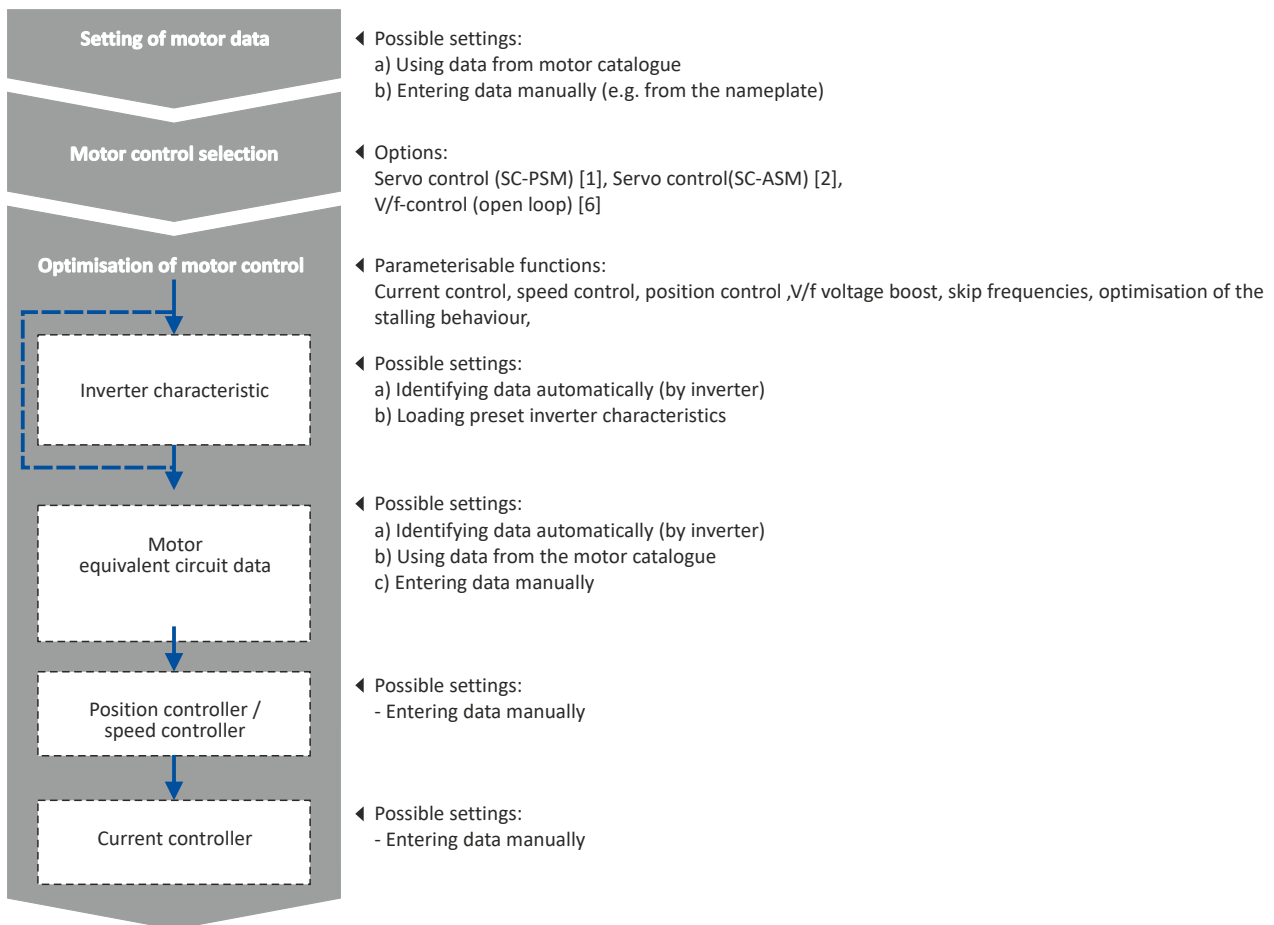 Setting of motor data
◀ Possible settings:
a) Using data from motor catalogue
b) Entering data manually (e.g. from the nameplate)
Motor control selection
◀ Options:
Servo control (SC-PSM) [1], Servo control(SC-ASM) [2],
V/f-control (open loop) [6]
Optimisation of motor control
◀ Parameterisable functions:
Current control, speed control, position control ,V/f voltage boost, skip frequencies, optimisation of the
stalling behaviour,
Inverter characteristic
◀ Possible settings:
a) Identifying data automatically (by inverter)
b) Loading preset inverter characteristics
Motor
equivalent circuit data
◀ Possible settings:
a) Identifying data automatically (by inverter)
b) Using data from the motor catalogue
c) Entering data manually
Position controller /
speed controller
◀ Possible settings:
- Entering data manually
Current controller
◀ Possible settings:
- Entering data manually